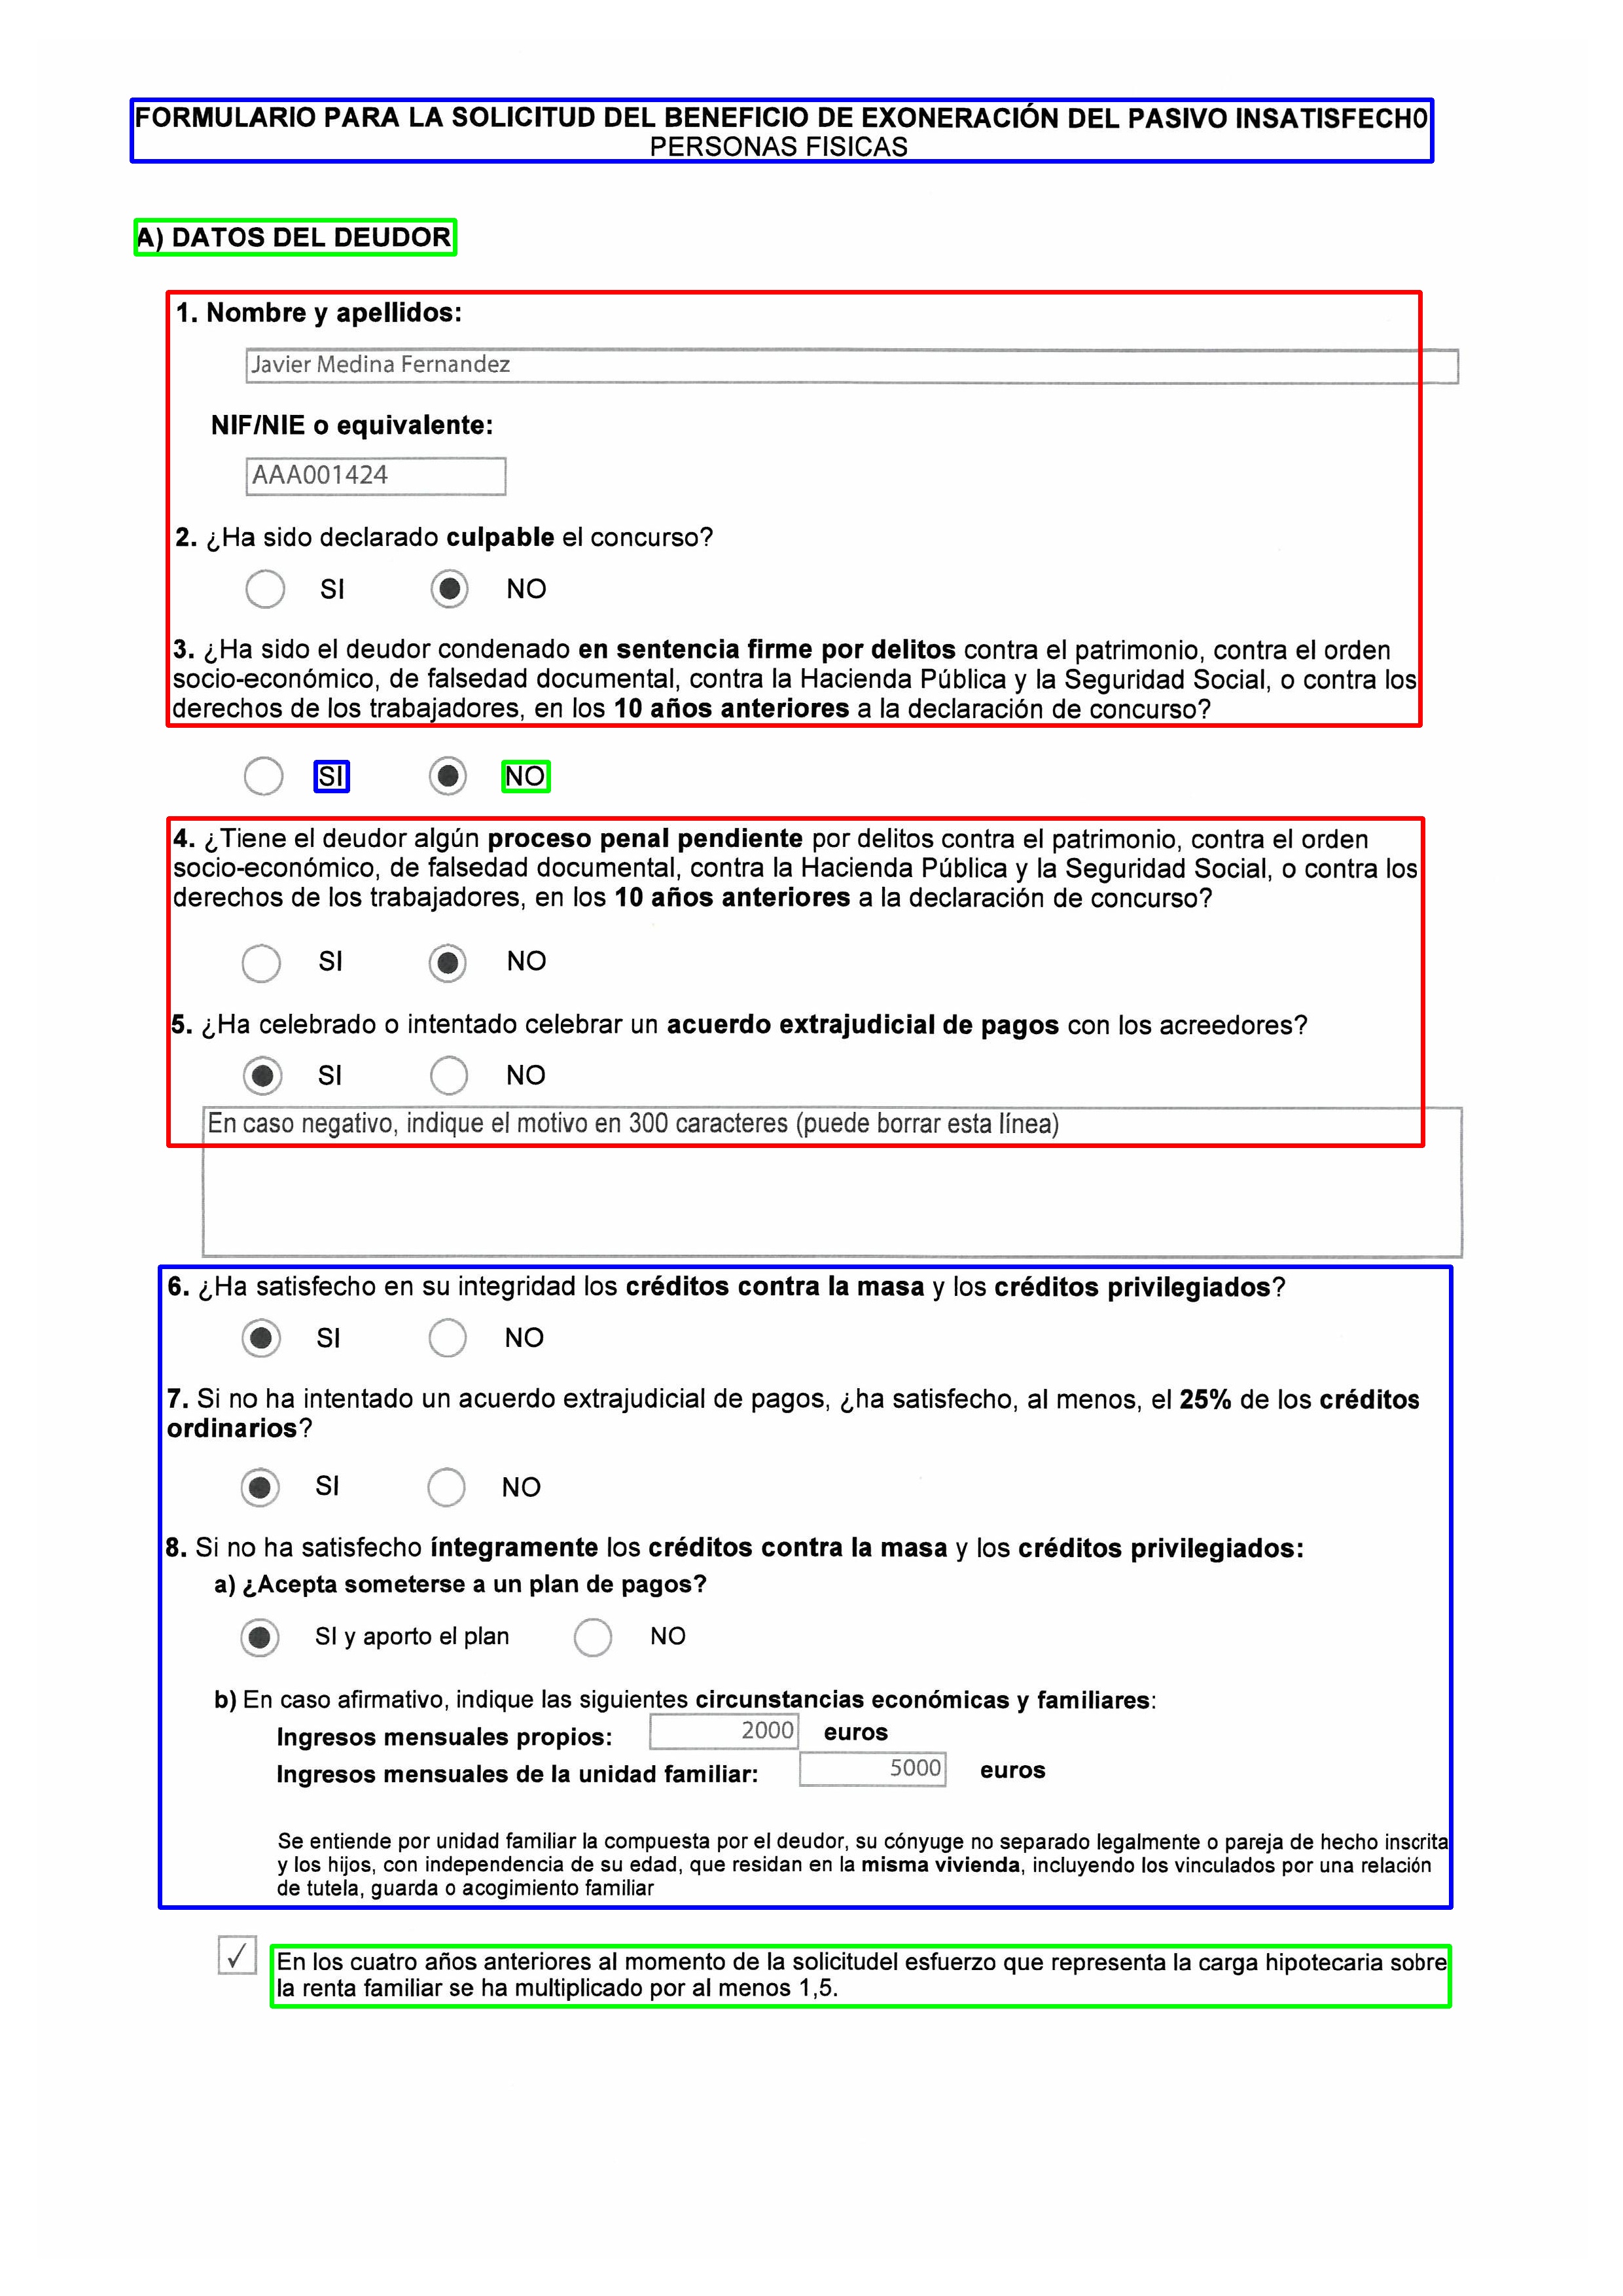 FORMULARIO PARA LA SOLICITUD DEL BENEFICIO DE EXONERACIÓN DEL PASIVO INSATISFECH0
PERSONAS FISICAS
A) DATOS DEL DEUDOR
1. Nombre y apellidos:
Javier Medina Fernandez
NIF/NIE o equivalente:
AAA001424
2. ¿Ha sido declarado culpable el concurso?
SI NO
3. ¿Ha sido el deudor condenado en sentencia firme por delitos contra el patrimonio, contra el orden
socio-económico, de falsedad documental, contra la Hacienda Pública y la Seguridad Social, o contra los
derechos de los trabajadores, en los 10 años anteriores a la declaración de concurso?
SI NO
4. ¿Tiene el deudor algún proceso penal pendiente por delitos contra el patrimonio, contra el orden
socio-económico, de falsedad documental, contra la Hacienda Pública y la Seguridad Social, o contra los
derechos de los trabajadores, en los 10 años anteriores a la declaración de concurso?
SI NO
5. ¿Ha celebrado o intentado celebrar un acuerdo extrajudicial de pagos con los acreedores?
SI NO
En caso negativo, indique el motivo en 300 caracteres (puede borrar esta línea)
6. ¿Ha satisfecho en su integridad los créditos contra la masa y los créditos privilegiados?
SI NO
7. Si no ha intentado un acuerdo extrajudicial de pagos, ¿ha satisfecho, al menos, el 25% de los créditos
ordinarios?
SI NO
8. Si no ha satisfecho íntegramente los créditos contra la masa y los créditos privilegiados:
a) ¿Acepta someterse a un plan de pagos?
SI y aporto el plan NO
b) En caso afirmativo, indique las siguientes circunstancias económicas y familiares:
Ingresos mensuales propios: 2000 euros
Ingresos mensuales de la unidad familiar: 5000 euros
Se entiende por unidad familiar la compuesta por el deudor, su cónyuge no separado legalmente o pareja de hecho inscrita
y los hijos, con independencia de su edad, que residan en la misma vivienda, incluyendo los vinculados por una relación
de tutela, guarda o acogimiento familiar
✓ En los cuatro años anteriores al momento de la solicitudel esfuerzo que representa la carga hipotecaria sobre
la renta familiar se ha multiplicado por al menos 1,5.